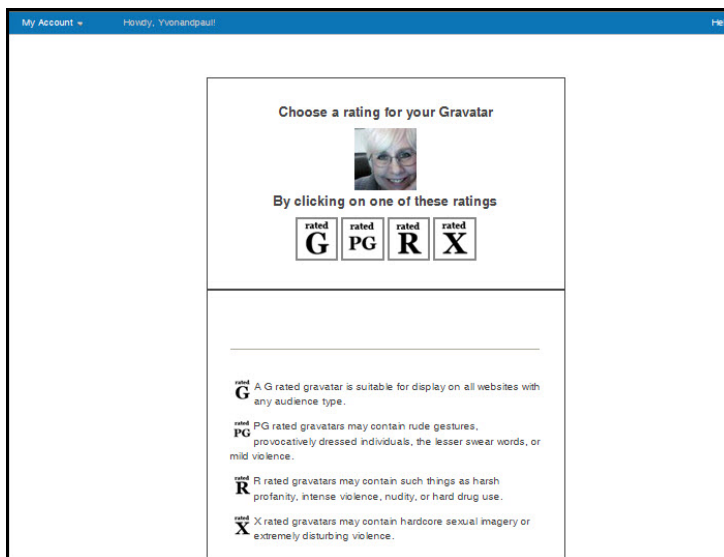 My Account Howdy, Yvonandpaul! Hel
Choose a rating for your Gravatar
By clicking on one of these ratings
rated G rated PG rated R rated X
rated G A G rated gravatar is suitable for display on all websites with
any audience type.
rated PG PG rated gravatars may contain rude gestures,
provocatively dressed individuals, the lesser swear words, or
mild violence.
rated R R rated gravatars may contain such things as harsh
profanity, intense violence, nudity, or hard drug use.
rated X X rated gravatars may contain hardcore sexual imagery or
extremely disturbing violence.